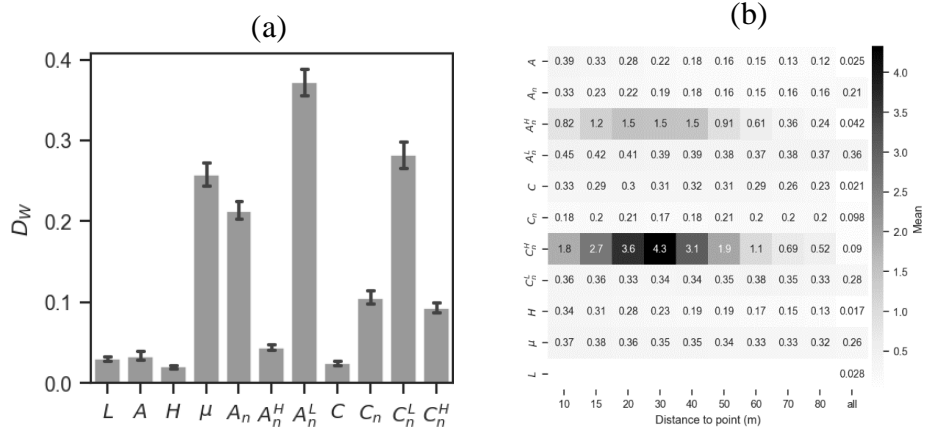 (a)
0.4
0.3
0.2
0.1
0.0
D_W
L A H μ A_n A_n^H A_n^L C C_n C_n^L C_n^H
(b)
A 0.39 0.33 0.28 0.22 0.18 0.16 0.15 0.13 0.12 0.025
A_n 0.33 0.23 0.22 0.19 0.18 0.16 0.15 0.16 0.16 0.21
A_n^H 0.82 1.2 1.5 1.5 1.5 0.91 0.61 0.36 0.24 0.042
A_n^L 0.45 0.42 0.41 0.39 0.39 0.38 0.37 0.38 0.37 0.36
C 0.33 0.29 0.3 0.31 0.32 0.31 0.29 0.26 0.23 0.021
C_n 0.18 0.2 0.21 0.17 0.18 0.21 0.2 0.2 0.2 0.098
C_n^H 1.8 2.7 3.6 4.3 3.1 1.9 1.1 0.69 0.52 0.09
C_n^L 0.36 0.36 0.33 0.34 0.34 0.35 0.38 0.35 0.33 0.28
H 0.34 0.31 0.28 0.23 0.19 0.19 0.17 0.15 0.13 0.017
μ 0.37 0.38 0.36 0.35 0.35 0.34 0.33 0.33 0.32 0.26
L 0.028
10 15 20 30 40 50 60 70 80 all
Distance to point (m)
4.0
3.5
3.0
2.5
2.0
1.5
1.0
0.5
Mean